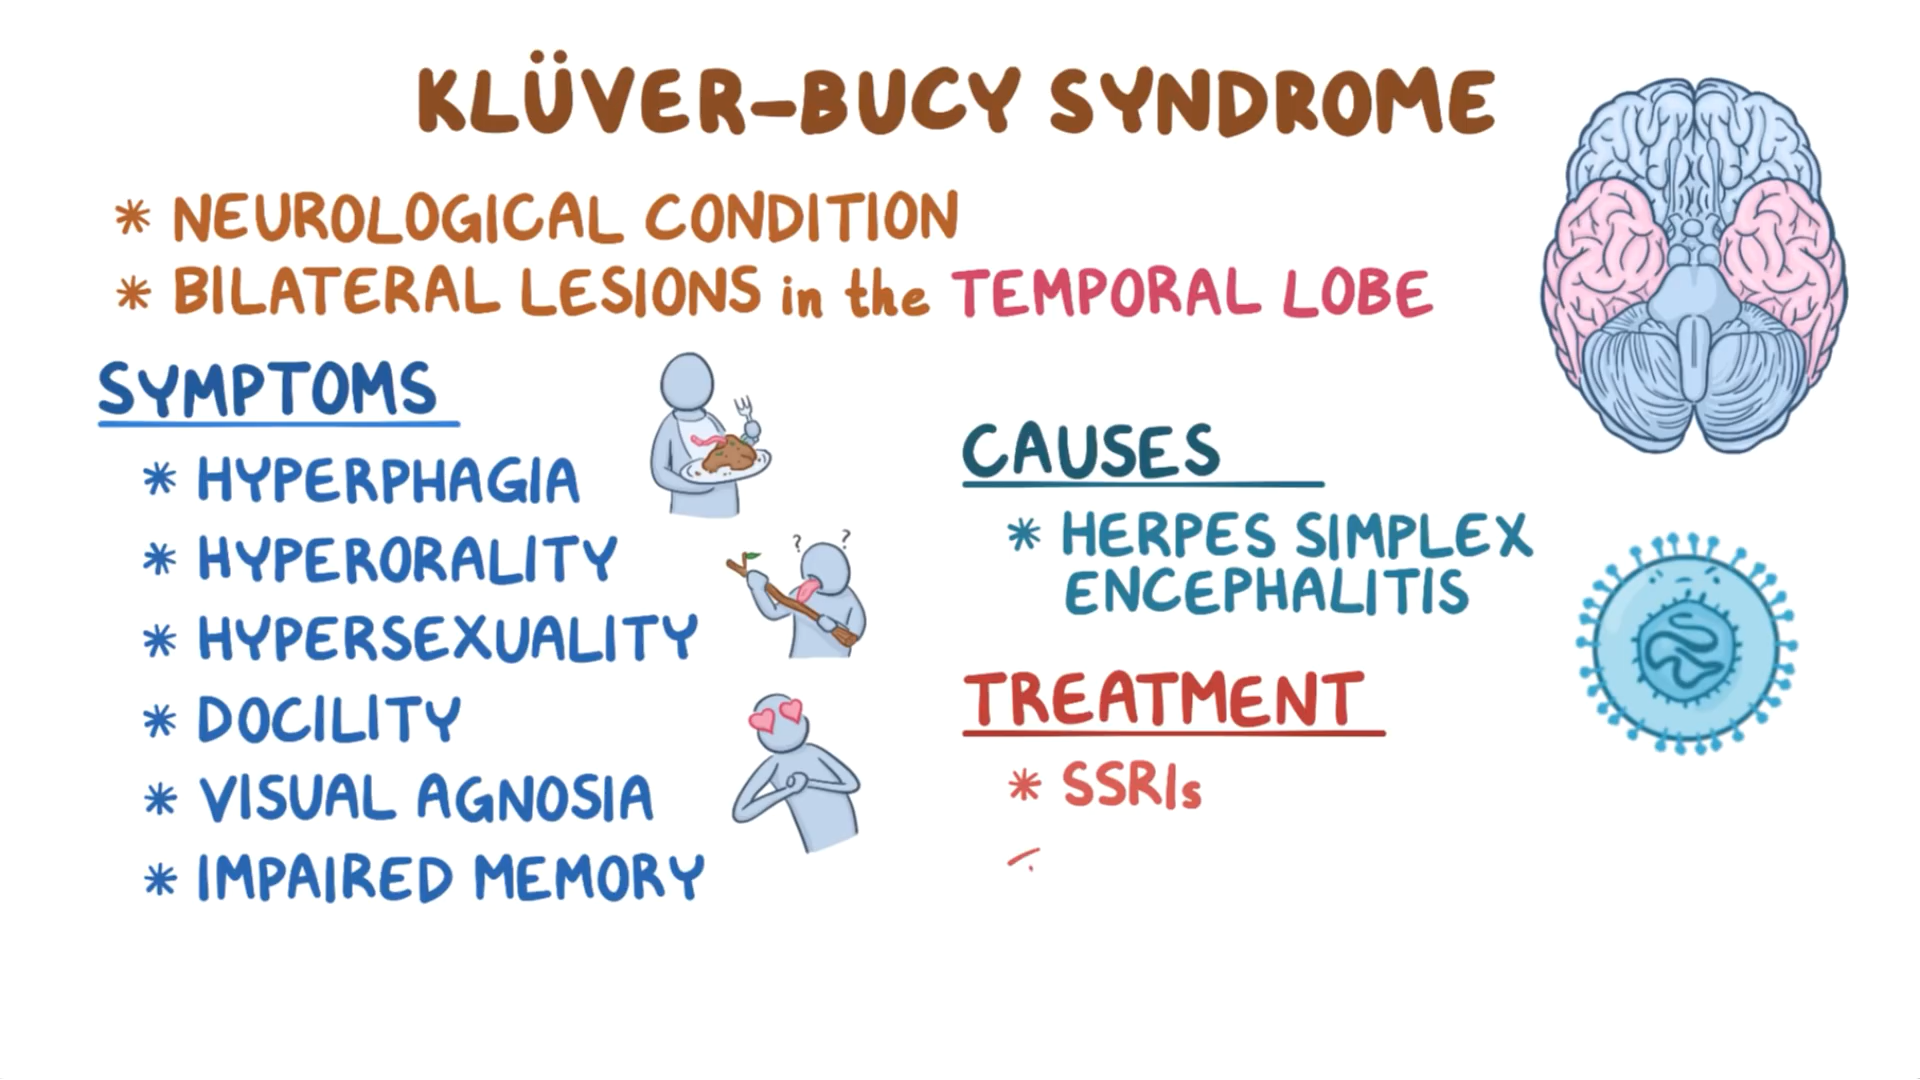 KLÜVER-BUCY SYNDROME
* NEUROLOGICAL CONDITION
* BILATERAL LESIONS in the TEMPORAL LOBE
SYMPTOMS
* HYPERPHAGIA
* HYPERORALITY
* HYPERSEXUALITY
* DOCILITY
* VISUAL AGNOSIA
* IMPAIRED MEMORY
? ?
CAUSES
* HERPES SIMPLEX
ENCEPHALITIS
TREATMENT
* SSRIs